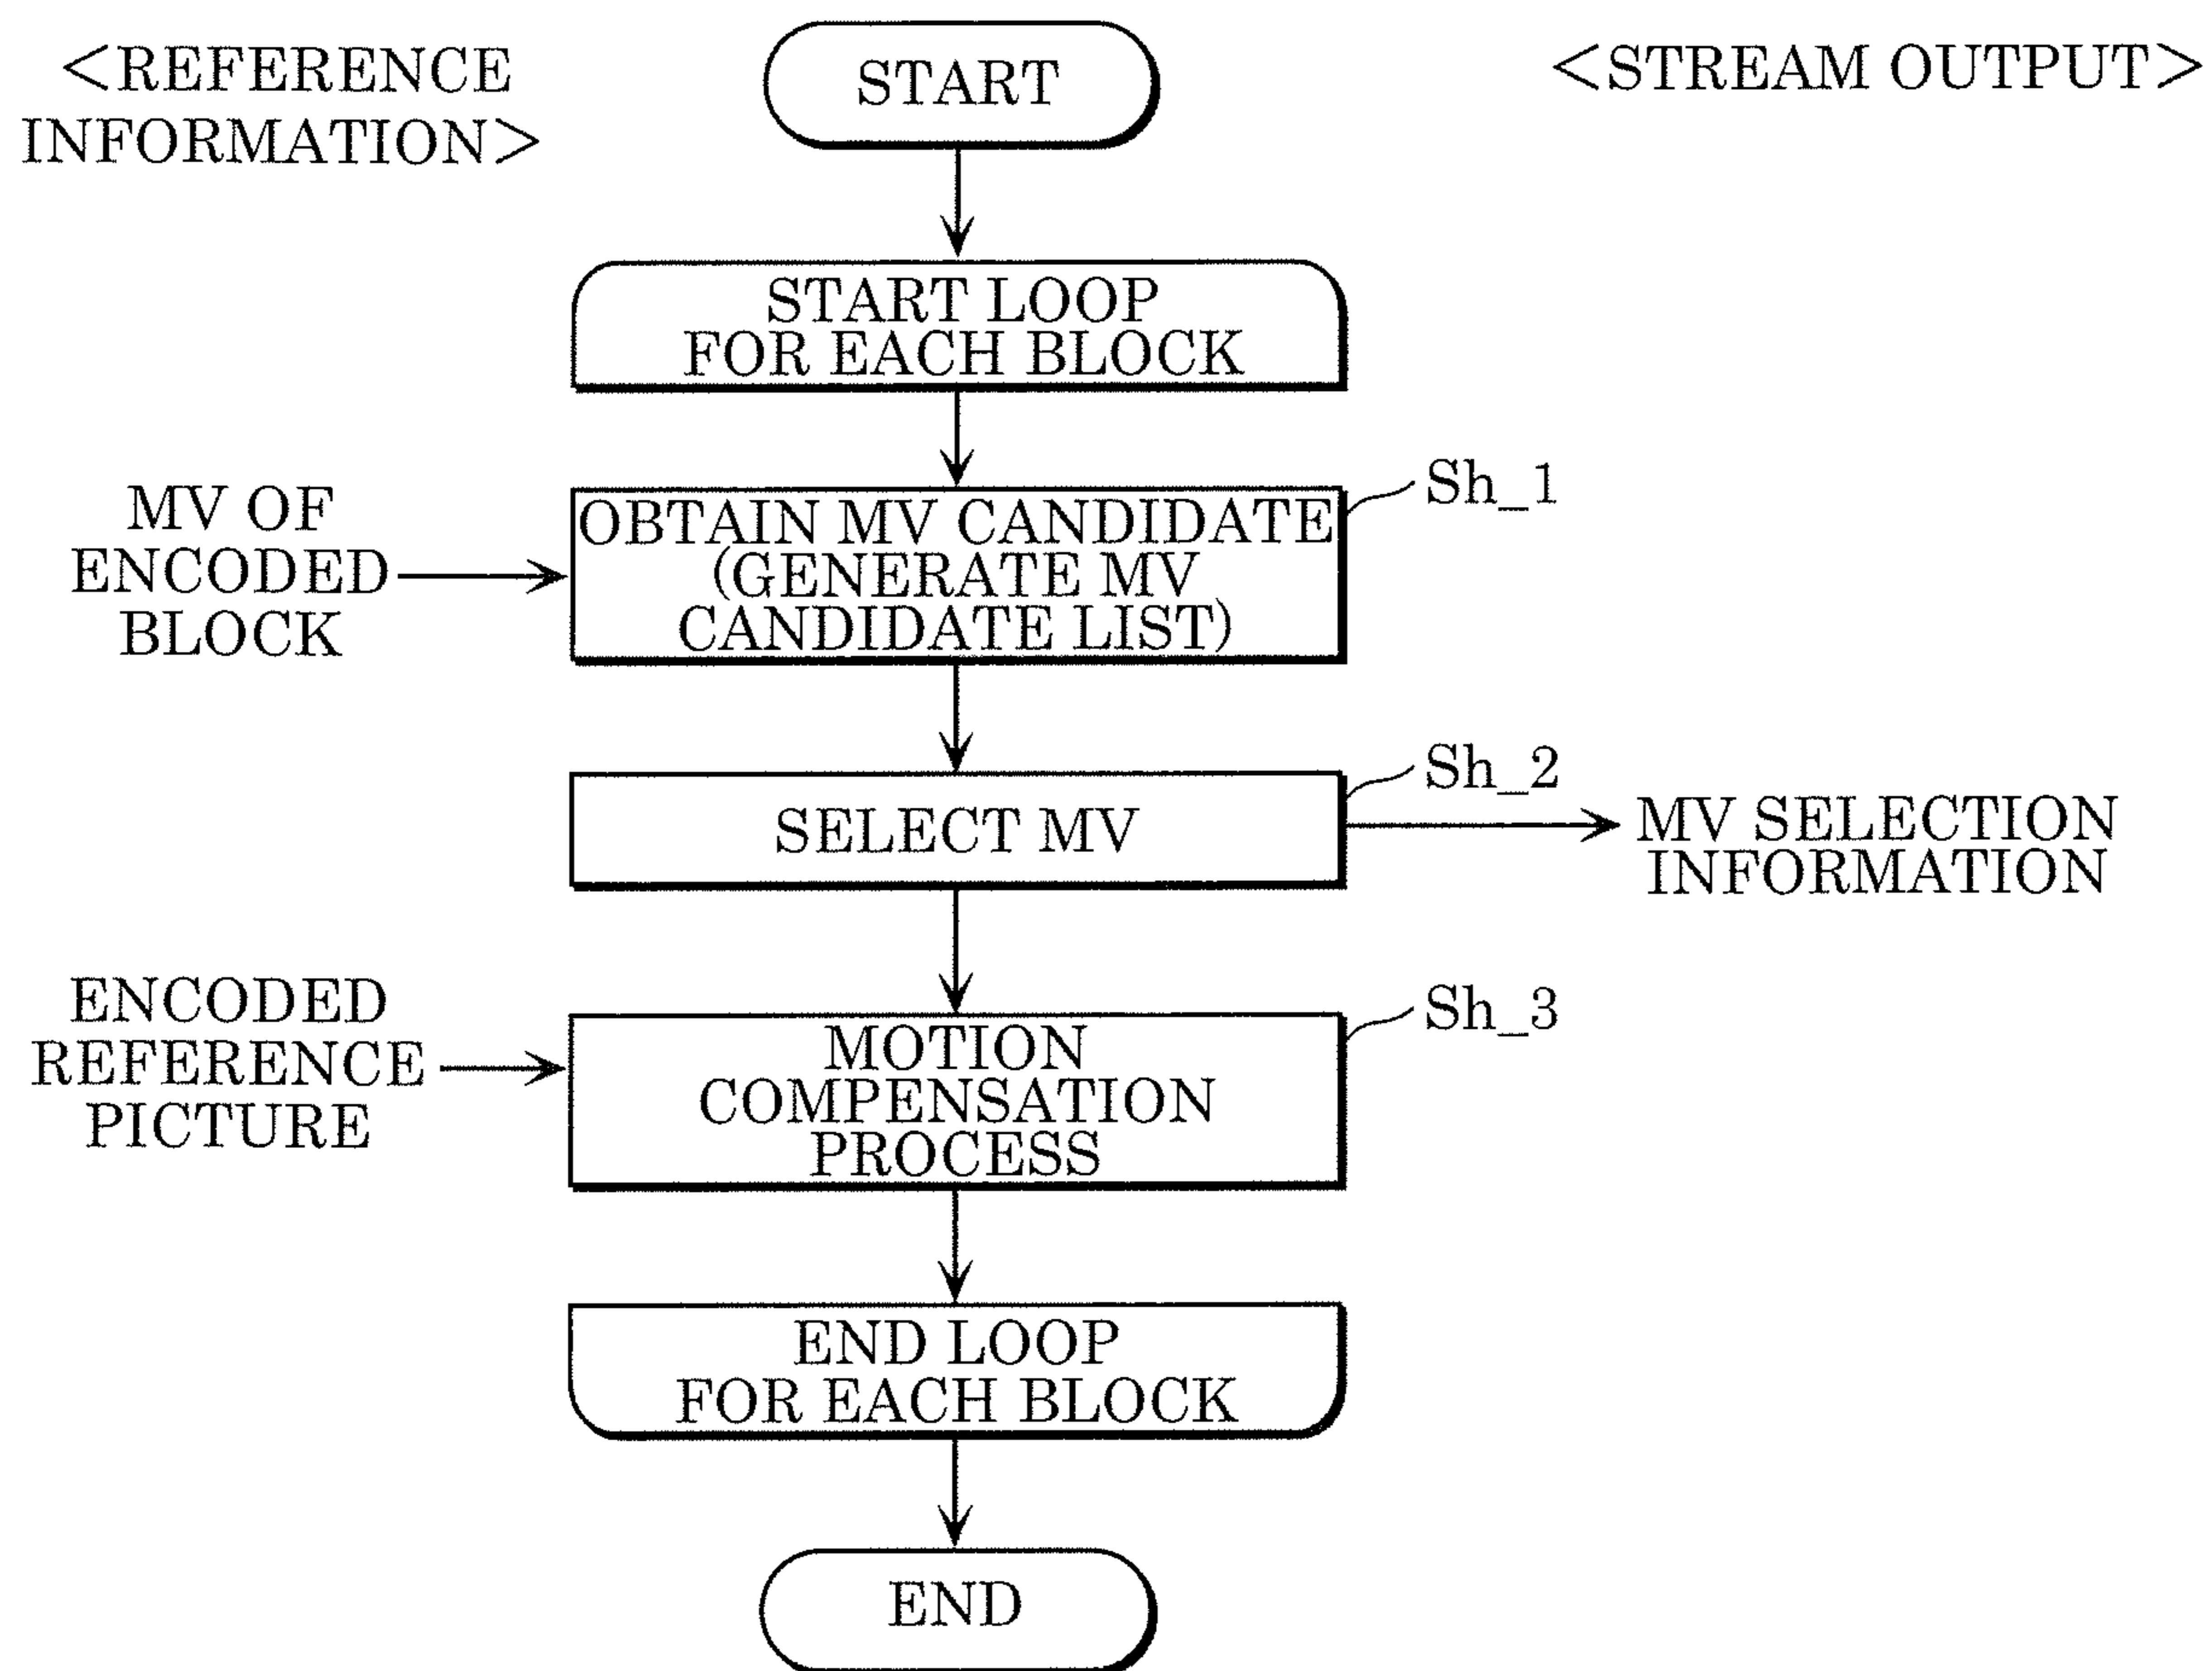 <REFERENCE
INFORMATION>
START
<STREAM OUTPUT>
START LOOP
FOR EACH BLOCK
MV OF
ENCODED
BLOCK
OBTAIN MV CANDIDATE
(GENERATE MV
CANDIDATE LIST)
Sh_1
SELECT MV
Sh_2
MV SELECTION
INFORMATION
ENCODED
REFERENCE
PICTURE
MOTION
COMPENSATION
PROCESS
Sh_3
END LOOP
FOR EACH BLOCK
END